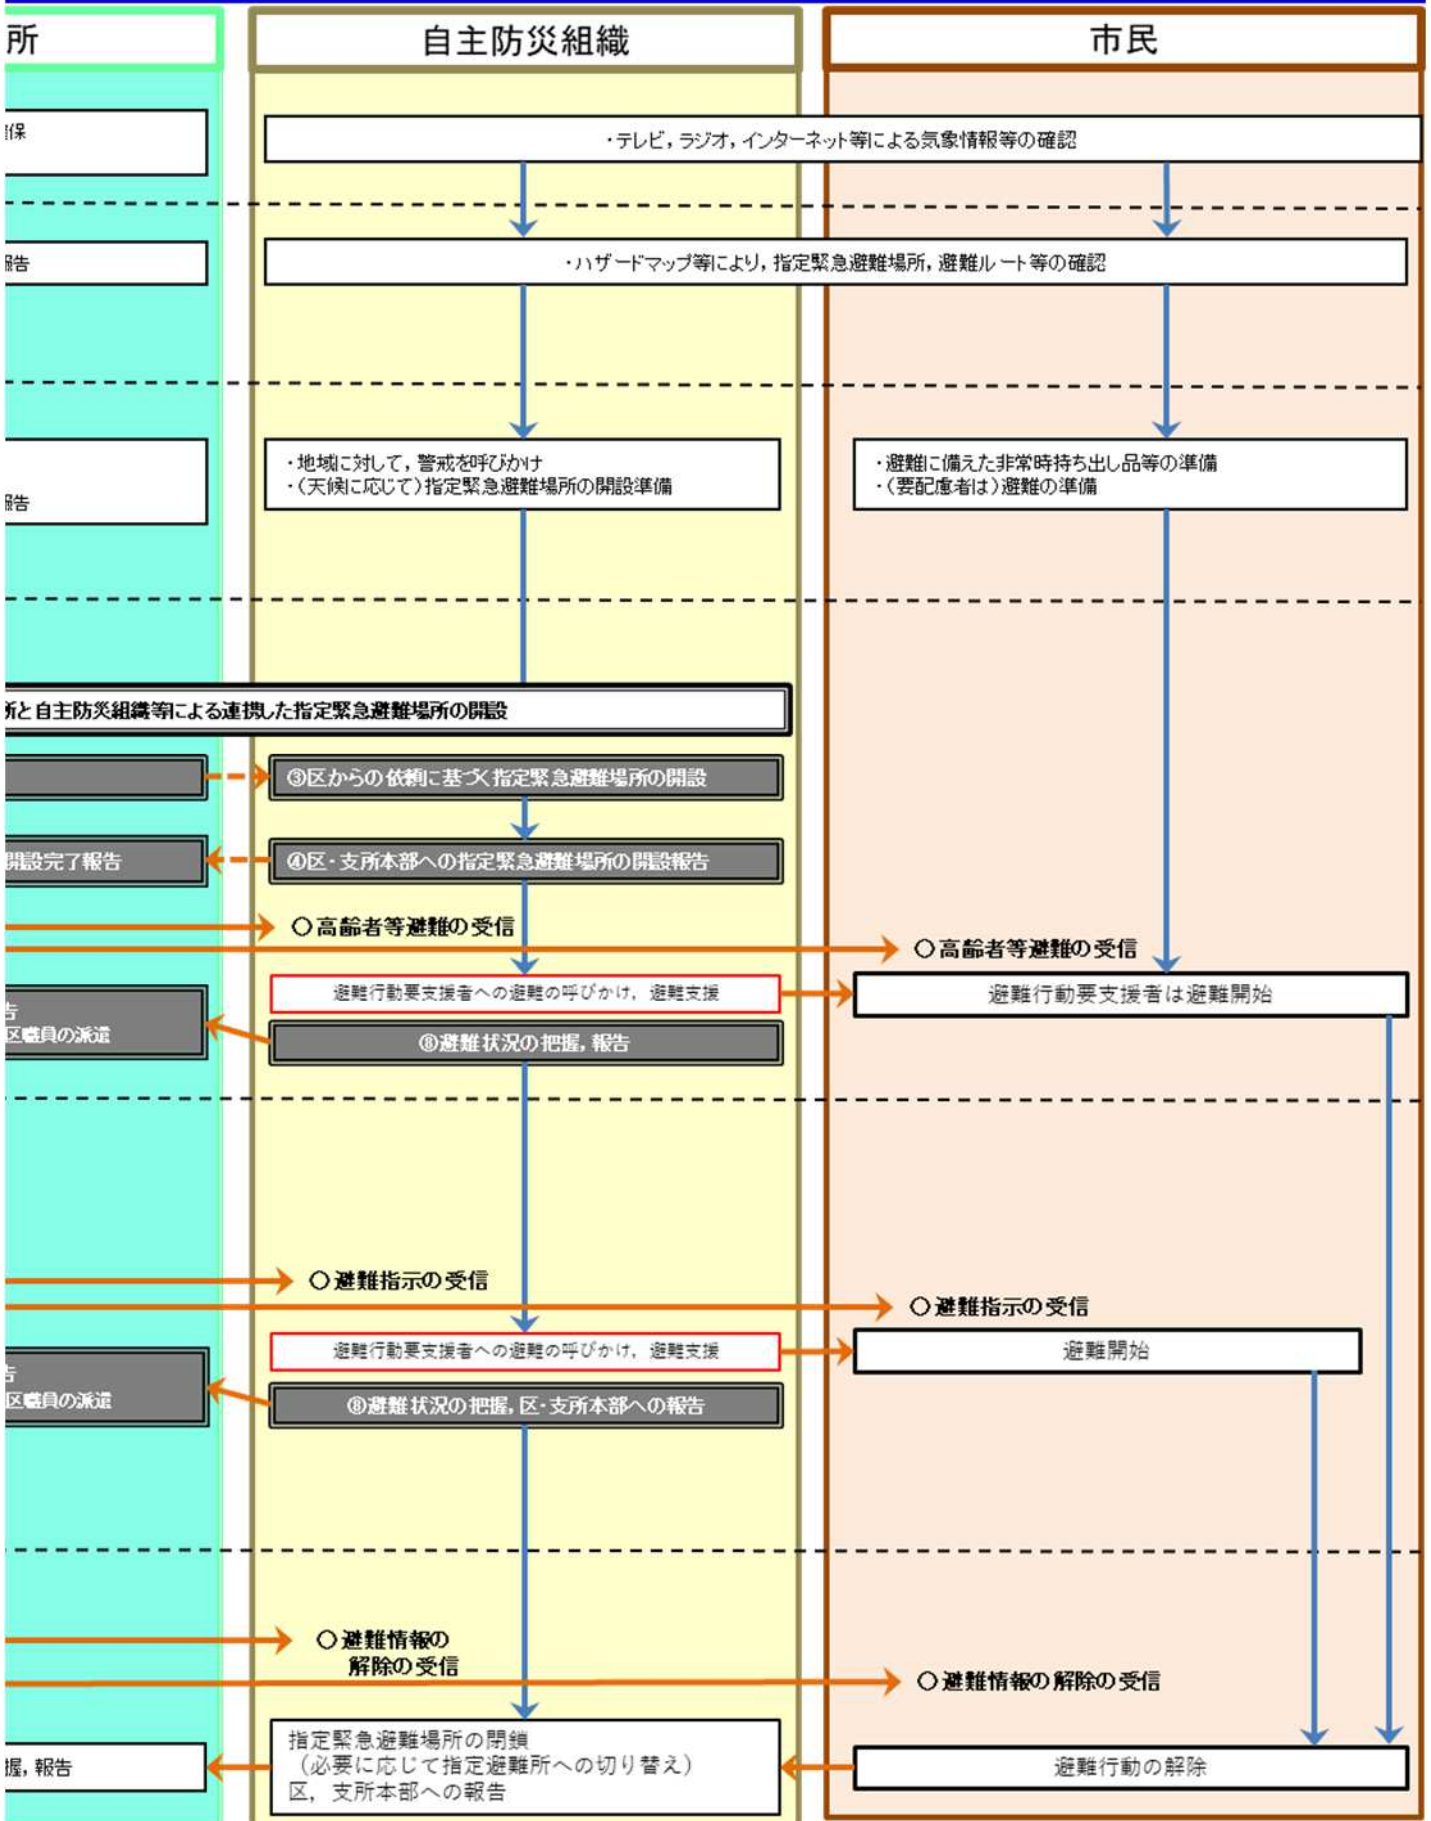 所
自主防災組織
市民
保
・テレビ，ラジオ，インターネット等による気象情報等の確認
報告
・ハザードマップ等により，指定緊急避難場所，避難ルート等の確認
報告
・地域に対して，警戒を呼びかけ
・（天候に応じて）指定緊急避難場所の開設準備
・避難に備えた非常時持ち出し品等の準備
・（要配慮者は）避難の準備
所と自主防災組織等による連携した指定緊急避難場所の開設
③区からの依頼に基づく指定緊急避難場所の開設
開設完了報告
④区・支所本部への指定緊急避難場所の開設報告
○高齢者等避難の受信
○高齢者等避難の受信
避難行動要支援者への避難の呼びかけ，避難支援
避難行動要支援者は避難開始
告
区職員の派遣
⑧避難状況の把握，報告
○避難指示の受信
○避難指示の受信
避難行動要支援者への避難の呼びかけ，避難支援
避難開始
告
区職員の派遣
⑧避難状況の把握，区・支所本部への報告
○避難情報の
解除の受信
○避難情報の解除の受信
握，報告
指定緊急避難場所の閉鎖
（必要に応じて指定避難所への切り替え）
区，支所本部への報告
避難行動の解除